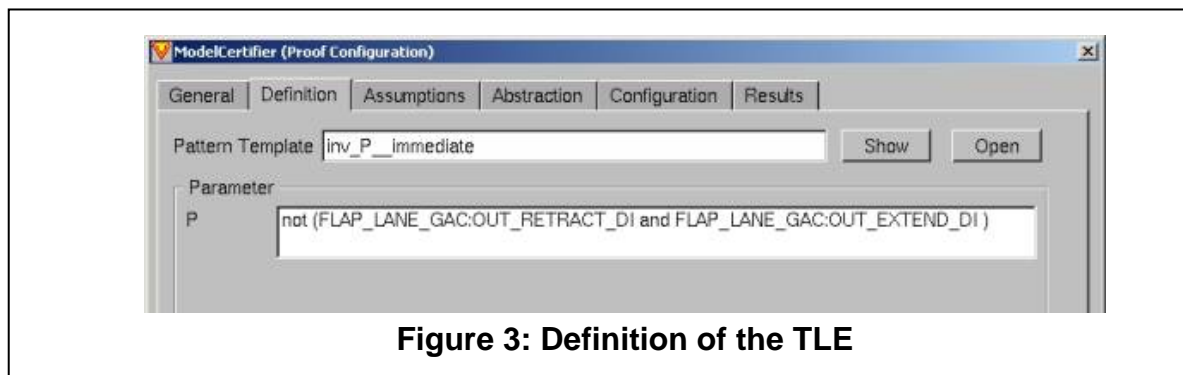 ModelCertifier (Proof Configuration)
General Definition Assumptions Abstraction Configuration Results
Pattern Template inv_P__immediate Show Open
Parameter
P not (FLAP_LANE_GAC:OUT_RETRACT_DI and FLAP_LANE_GAC:OUT_EXTEND_DI )
Figure 3: Definition of the TLE